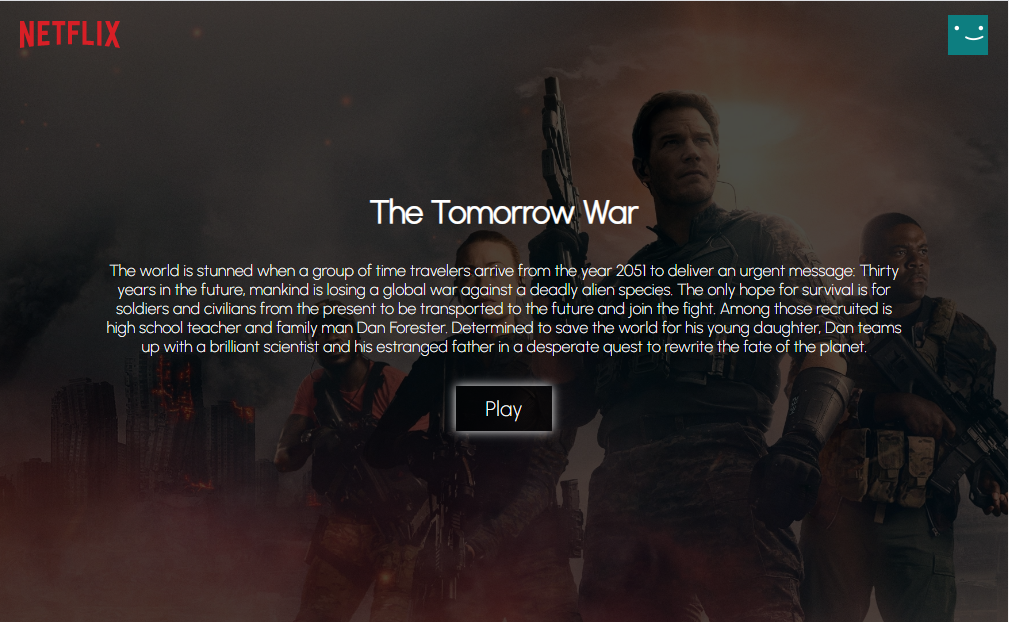 NETFLIX
The Tomorrow War
The world is stunned when a group of time travelers arrive from the year 2051 to deliver an urgent message: Thirty
years in the future, mankind is losing a global war against a deadly alien species. The only hope for survival is for
soldiers and civilians from the present to be transported to the future and join the fight. Among those recruited is
high school teacher and family man Dan Forester. Determined to save the world for his young daughter, Dan teams
up with a brilliant scientist and his estranged father in a desperate quest to rewrite the fate of the planet.
Play